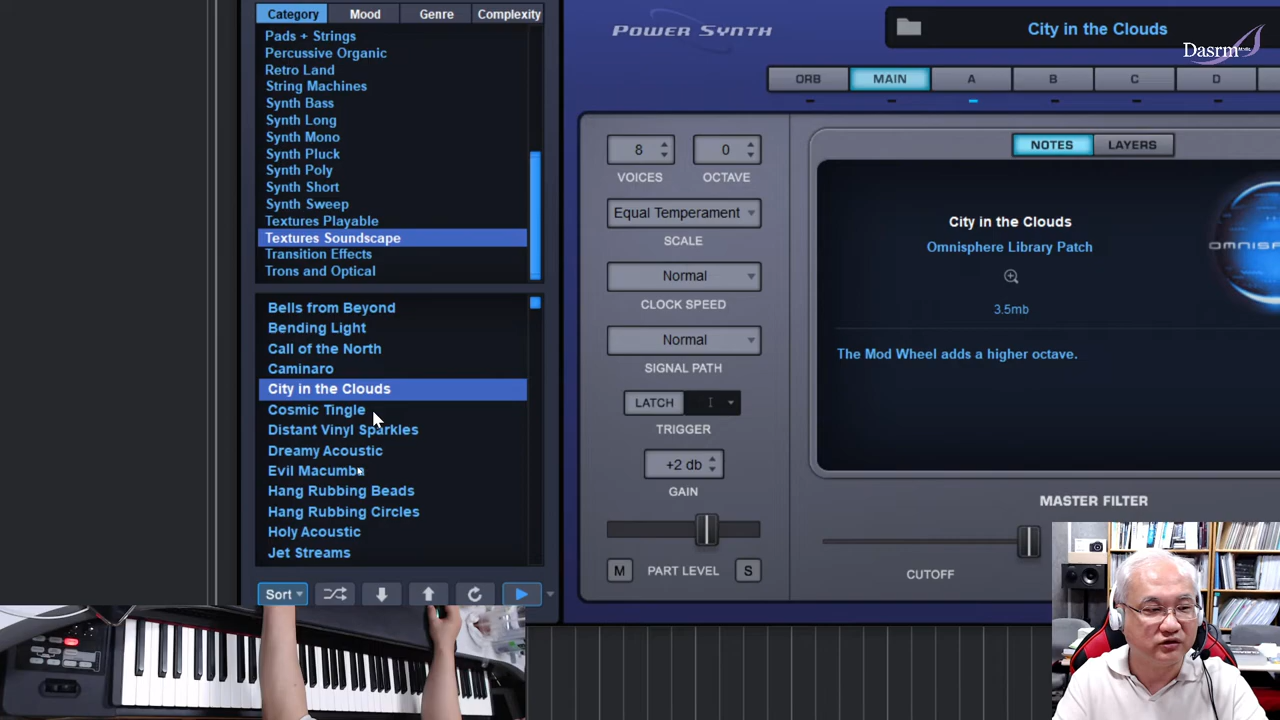 Category Mood Genre Complexity
Pads + Strings
Percussive Organic
Retro Land
String Machines
Synth Bass
Synth Long
Synth Mono
Synth Pluck
Synth Poly
Synth Short
Synth Sweep
Textures Playable
Textures Soundscape
Transition Effects
Trons and Optical
Bells from Beyond
Bending Light
Call of the North
Caminaro
City in the Clouds
Cosmic Tingle
Distant Vinyl Sparkles
Dreamy Acoustic
Evil Macumba
Hang Rubbing Beads
Hang Rubbing Circles
Holy Acoustic
Jet Streams
Sort
POWER SYNTH
City in the Clouds
Dasrm Media
ORB MAIN A B C D
8 0
VOICES OCTAVE
Equal Temperament
SCALE
Normal
CLOCK SPEED
Normal
SIGNAL PATH
LATCH
TRIGGER
+2 db
GAIN
M PART LEVEL S
NOTES LAYERS
City in the Clouds
Omnisphere Library Patch
3.5mb
The Mod Wheel adds a higher octave.
OMNISP
MASTER FILTER
CUTOFF